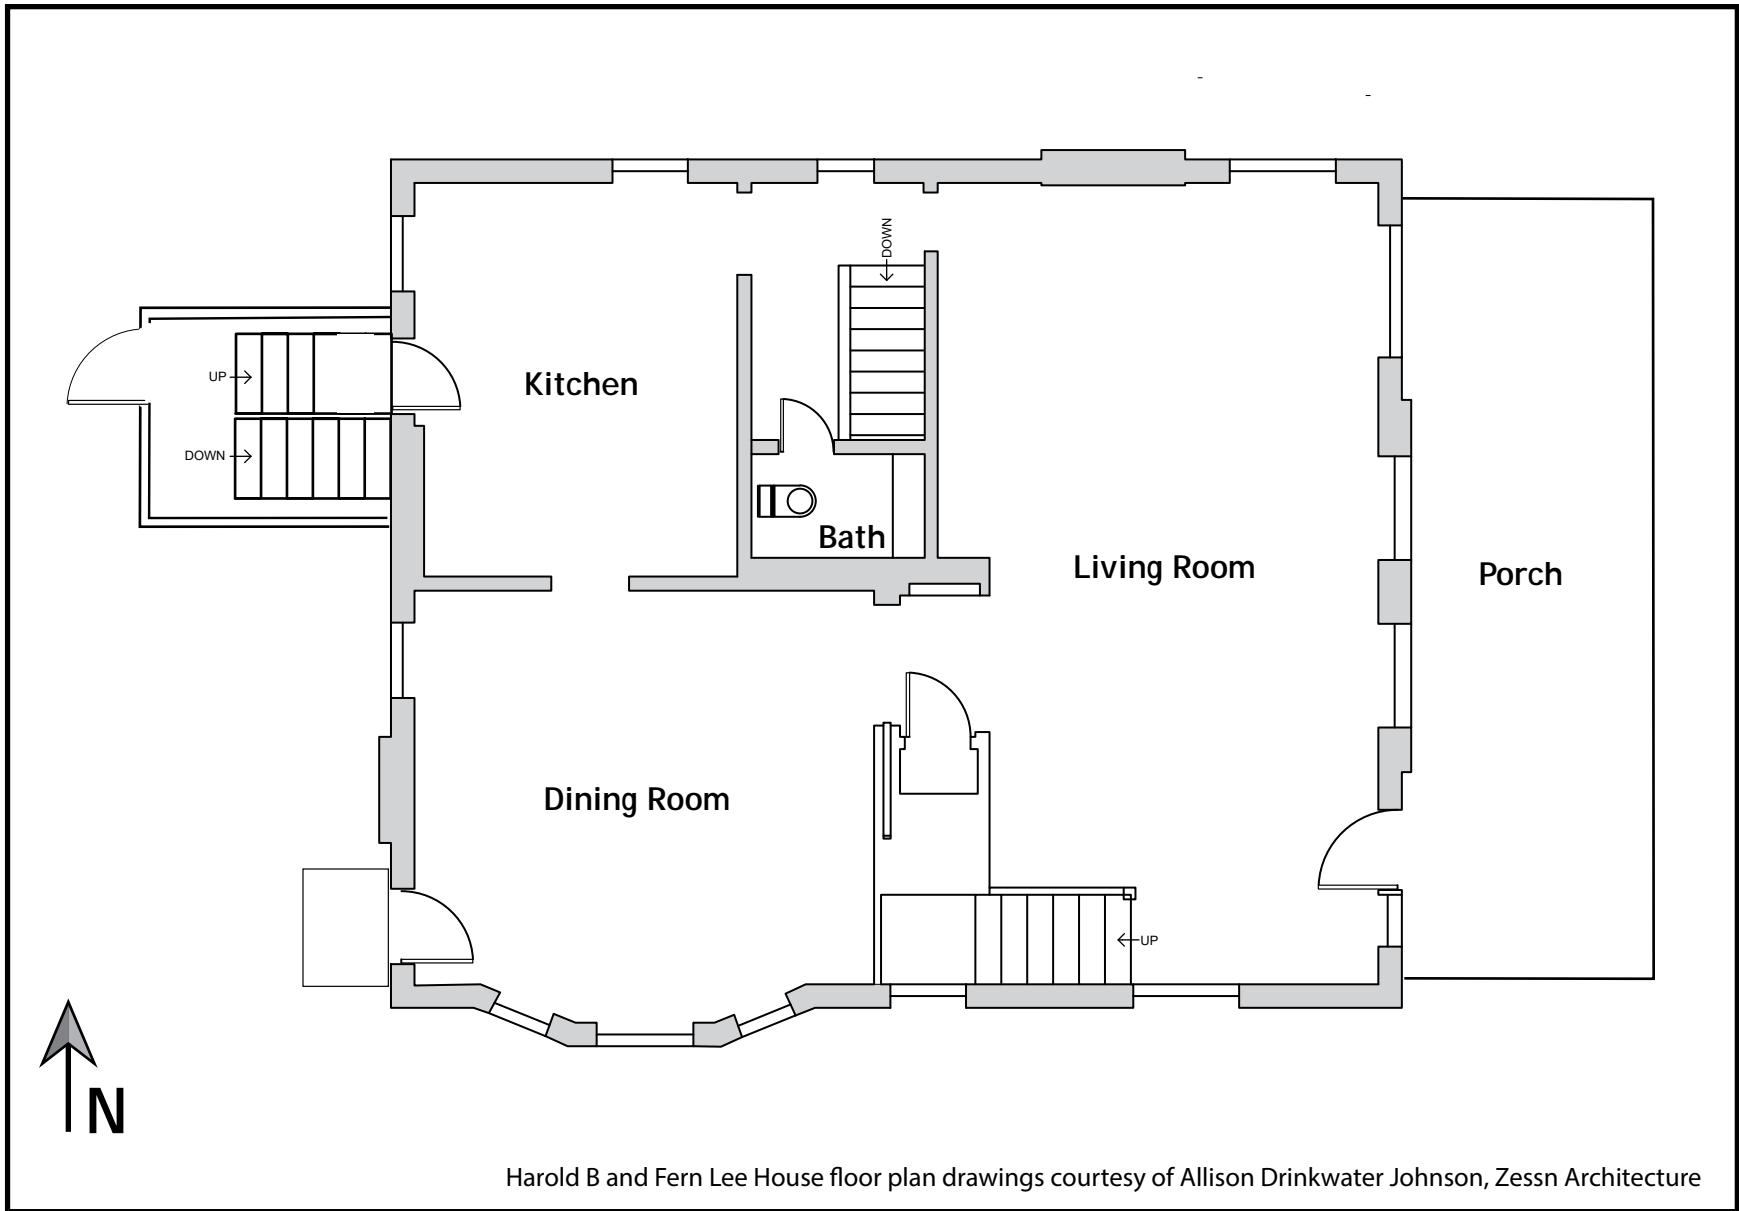 DOWN
UP
Kitchen
DOWN
Bath
Living Room
Porch
Dining Room
UP
N
Harold B and Fern Lee House floor plan drawings courtesy of Allison Drinkwater Johnson, Zessn Architecture